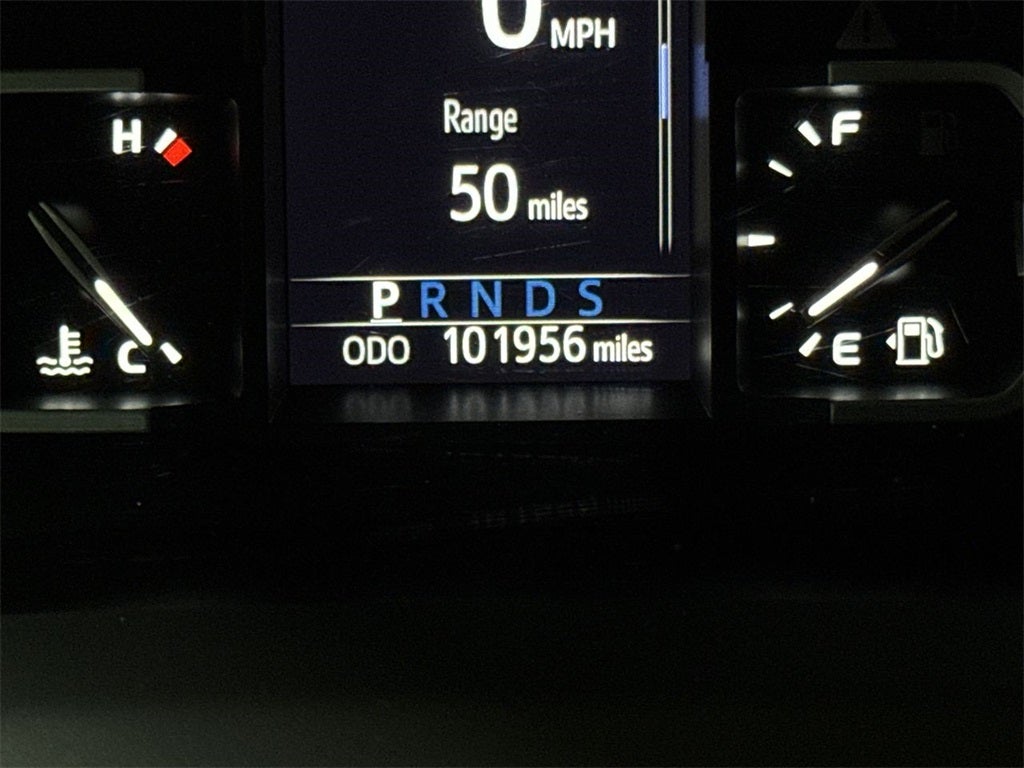 0 MPH
H
F
Range
50 miles
P R N D S
C
ODO 101956 miles
E